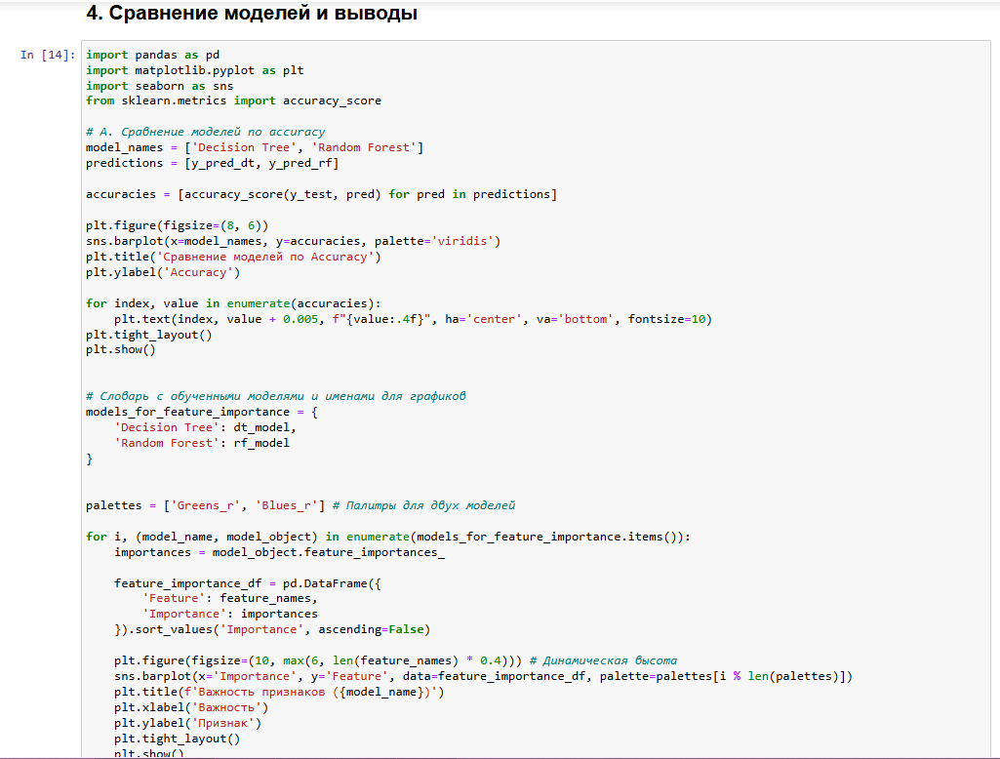 4. Сравнение моделей и выводы
In [14]:
import pandas as pd
import matplotlib.pyplot as plt
import seaborn as sns
from sklearn.metrics import accuracy_score
# А. Сравнение моделей по accuracy
model_names = ['Decision Tree', 'Random Forest']
predictions = [y_pred_dt, y_pred_rf]
accuracies = [accuracy_score(y_test, pred) for pred in predictions]
plt.figure(figsize=(8, 6))
sns.barplot(x=model_names, y=accuracies, palette='viridis')
plt.title('Сравнение моделей по Accuracy')
plt.ylabel('Accuracy')
for index, value in enumerate(accuracies):
    plt.text(index, value + 0.005, f"{value:.4f}", ha='center', va='bottom', fontsize=10)
plt.tight_layout()
plt.show()
# Словарь с обученными моделями и именами для графиков
models_for_feature_importance = {
    'Decision Tree': dt_model,
    'Random Forest': rf_model
}
palettes = ['Greens_r', 'Blues_r'] # Палитры для двух моделей
for i, (model_name, model_object) in enumerate(models_for_feature_importance.items()):
    importances = model_object.feature_importances_
    feature_importance_df = pd.DataFrame({
        'Feature': feature_names,
        'Importance': importances
    }).sort_values('Importance', ascending=False)
    plt.figure(figsize=(10, max(6, len(feature_names) * 0.4))) # Динамическая высота
    sns.barplot(x='Importance', y='Feature', data=feature_importance_df, palette=palettes[i % len(palettes)])
    plt.title(f'Важность признаков ({model_name})')
    plt.xlabel('Важность')
    plt.ylabel('Признак')
    plt.tight_layout()
    plt.show()